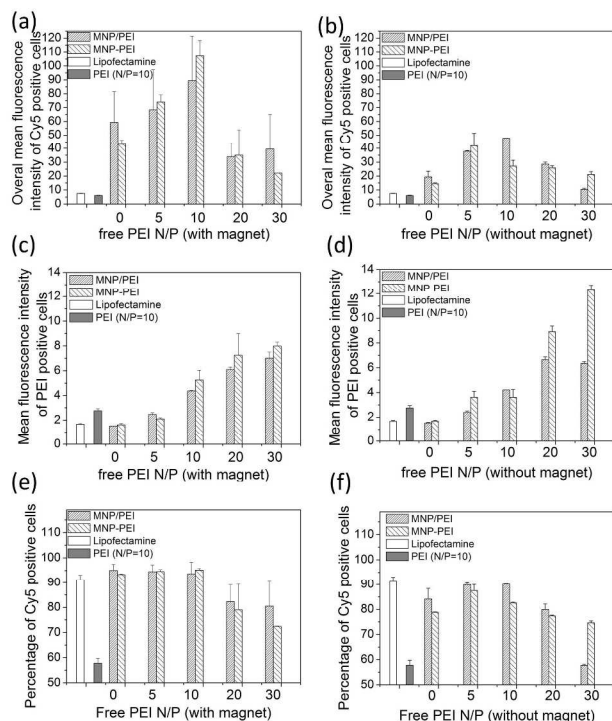 (a)
Overal mean fluorescence
intensity of Cy5 positive cells
120
110
100
90
80
70
60
50
40
30
20
10
MNP/PEI
MNP-PEI
Lipofectamine
PEI (N/P=10)
0 5 10 20 30
free PEI N/P (with magnet)
(b)
Overal mean fluorescence
intensity of Cy5 positive cells
120
110
100
90
80
70
60
50
40
30
20
10
0
MNP/PEI
MNP-PEI
Lipofectamine
PEI (N/P=10)
0 5 10 20 30
free PEI N/P (without magnet)
(c)
Mean fluorescence intensity
of PEI positive cells
14
12
10
8
6
4
2
0
MNP/PEI
MNP-PEI
Lipofectamine
PEI (N/P=10)
0 5 10 20 30
free PEI N/P (with magnet)
(d)
Mean fluorescence intensity
of PEI positive cells
14
12
10
8
6
4
2
0
MNP/PEI
MNP-PEI
Lipofectamine
PEI (N/P=10)
0 5 10 20 30
free PEI N/P (without magnet)
(e)
Percentage of Cy5 positive cells
110
100
90
80
70
60
50
MNP/PEI
MNP-PEI
Lipofectamine
PEI (N/P=10)
0 5 10 20 30
Free PEI N/P (with magnet)
(f)
Percentage of Cy5 positive cells
110
100
90
80
70
60
50
MNP/PEI
MNP-PEI
Lipofectamine
PEI (N/P=10)
0 5 10 20 30
Free PEI N/P (without magnet)